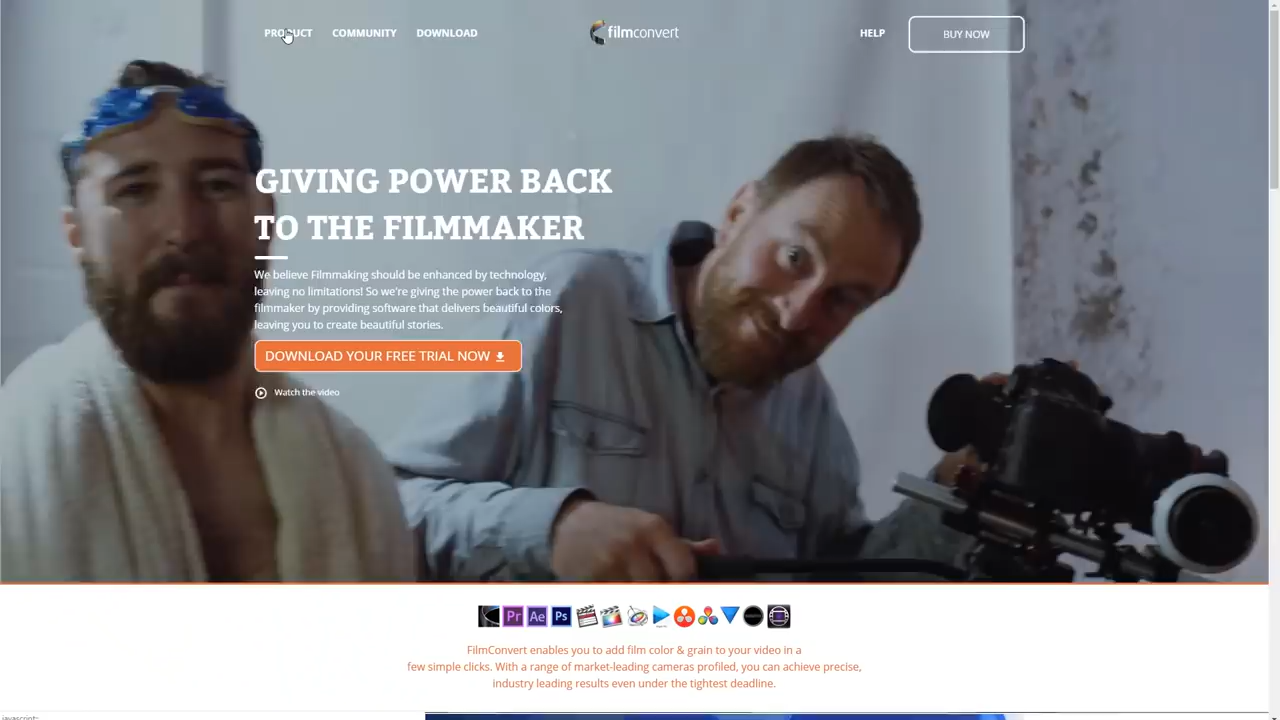 PRODUCT COMMUNITY DOWNLOAD filmconvert HELP BUY NOW
GIVING POWER BACK
TO THE FILMMAKER
We believe Filmmaking should be enhanced by technology,
leaving no limitations! So we're giving the power back to the
filmmaker by providing software that delivers beautiful colors,
leaving you to create beautiful stories.
DOWNLOAD YOUR FREE TRIAL NOW
Watch the video
Pr Ae Ps
FilmConvert enables you to add film color & grain to your video in a
few simple clicks. With a range of market-leading cameras profiled, you can achieve precise,
industry leading results even under the tightest deadline.